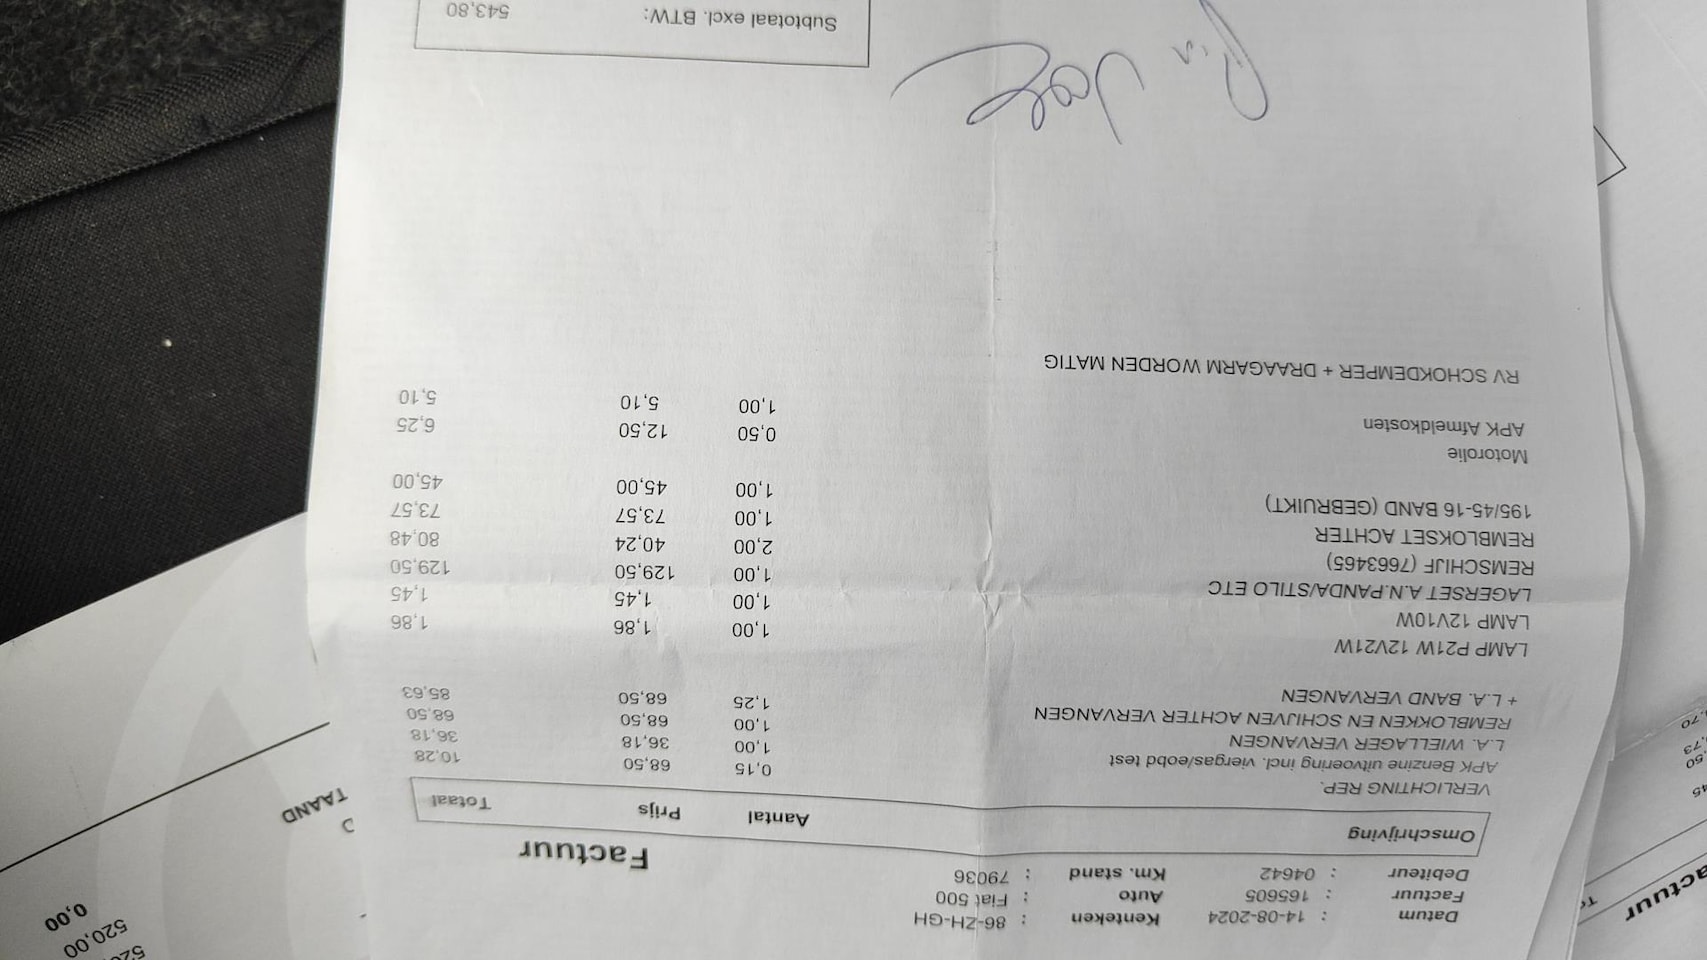 Factuur
Datum : 14-08-2024 Kenteken : 86-ZH-GH
Factuur : 165605 Auto : Fiat 500
Debiteur : 04642 Km. stand : 79036
Omschrijving Aantal Prijs Totaal
VERLICHTING REP. 0,15 68,50 10,28
APK Benzine uitvoering incl. viergas/eobd test 1,00 36,18 36,18
L.A. WIELLAGER VERVANGEN 1,00 68,50 68,50
REMBLOKKEN EN SCHIJVEN ACHTER VERVANGEN 1,25 68,50 85,63
+ L.A. BAND VERVANGEN
LAMP P21W 12V21W 1,00 1,86 1,86
LAMP 12V10W 1,00 1,45 1,45
LAGERSET A.N.PANDA/STILO ETC 1,00 129,50 129,50
REMSCHIJF (7663465) 2,00 40,24 80,48
REMBLOKSET ACHTER 1,00 73,57 73,57
195/45-16 BAND (GEBRUIKT) 1,00 45,00 45,00
Motorolie 0,50 12,50 6,25
APK Afmeldkosten 1,00 5,10 5,10
RV SCHOKDEMPER + DRAAGARM WORDEN MATIG
Subtotaal excl. BTW: 543,80
TAAND
520,00
0,00